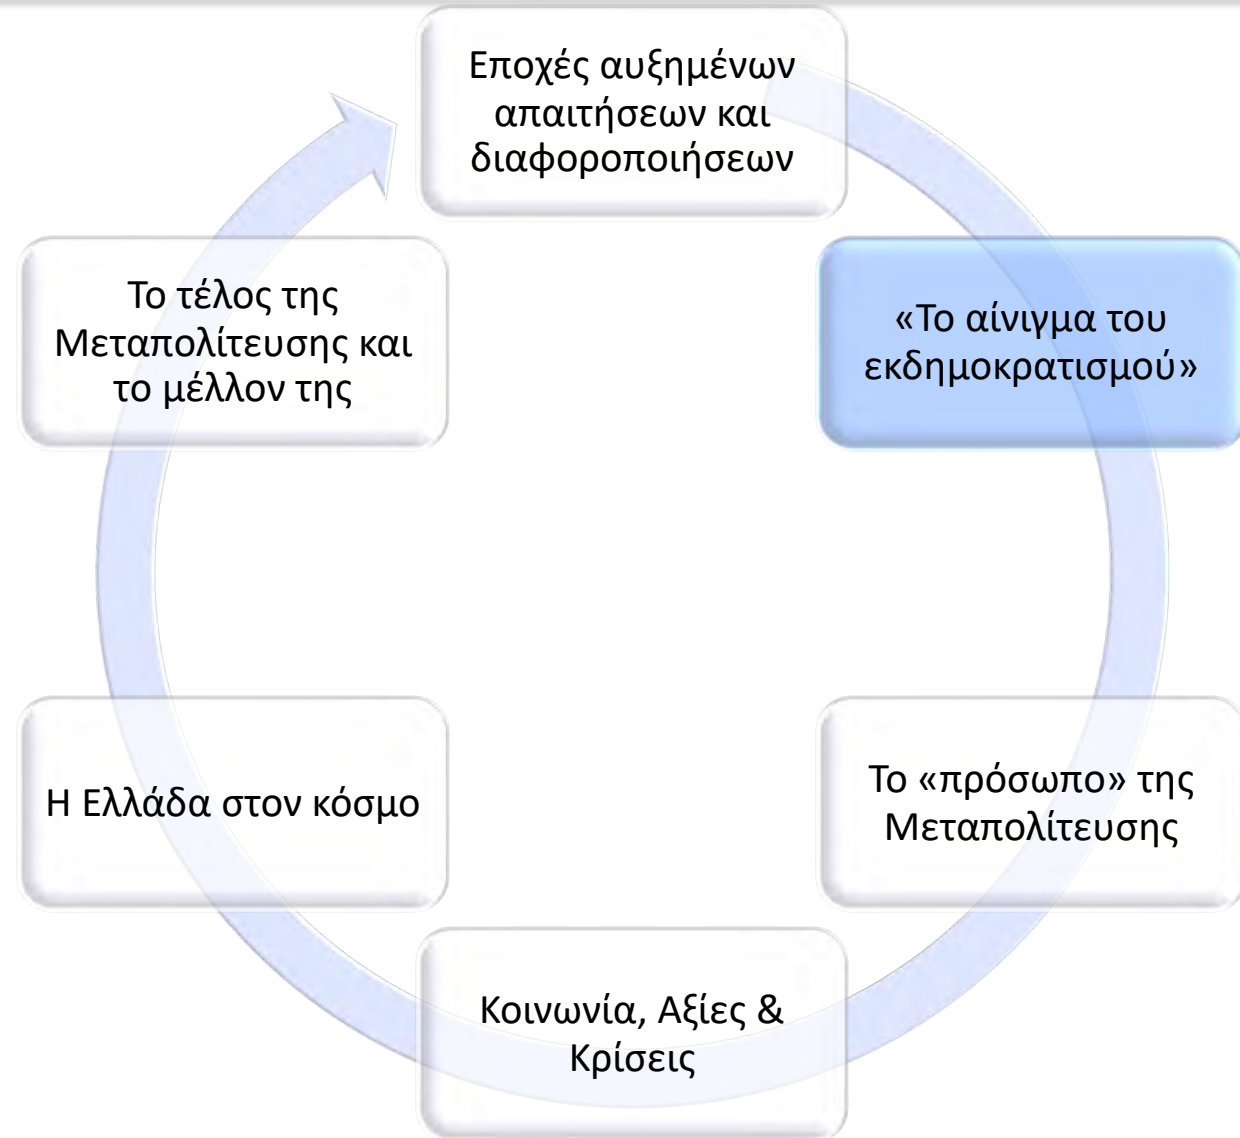 Εποχές αυξημένων
απαιτήσεων και
διαφοροποιήσεων
«Το αίνιγμα του
εκδημοκρατισμού»
Το «πρόσωπο» της
Μεταπολίτευσης
Κοινωνία, Αξίες &
Κρίσεις
Η Ελλάδα στον κόσμο
Το τέλος της
Μεταπολίτευσης και
το μέλλον της